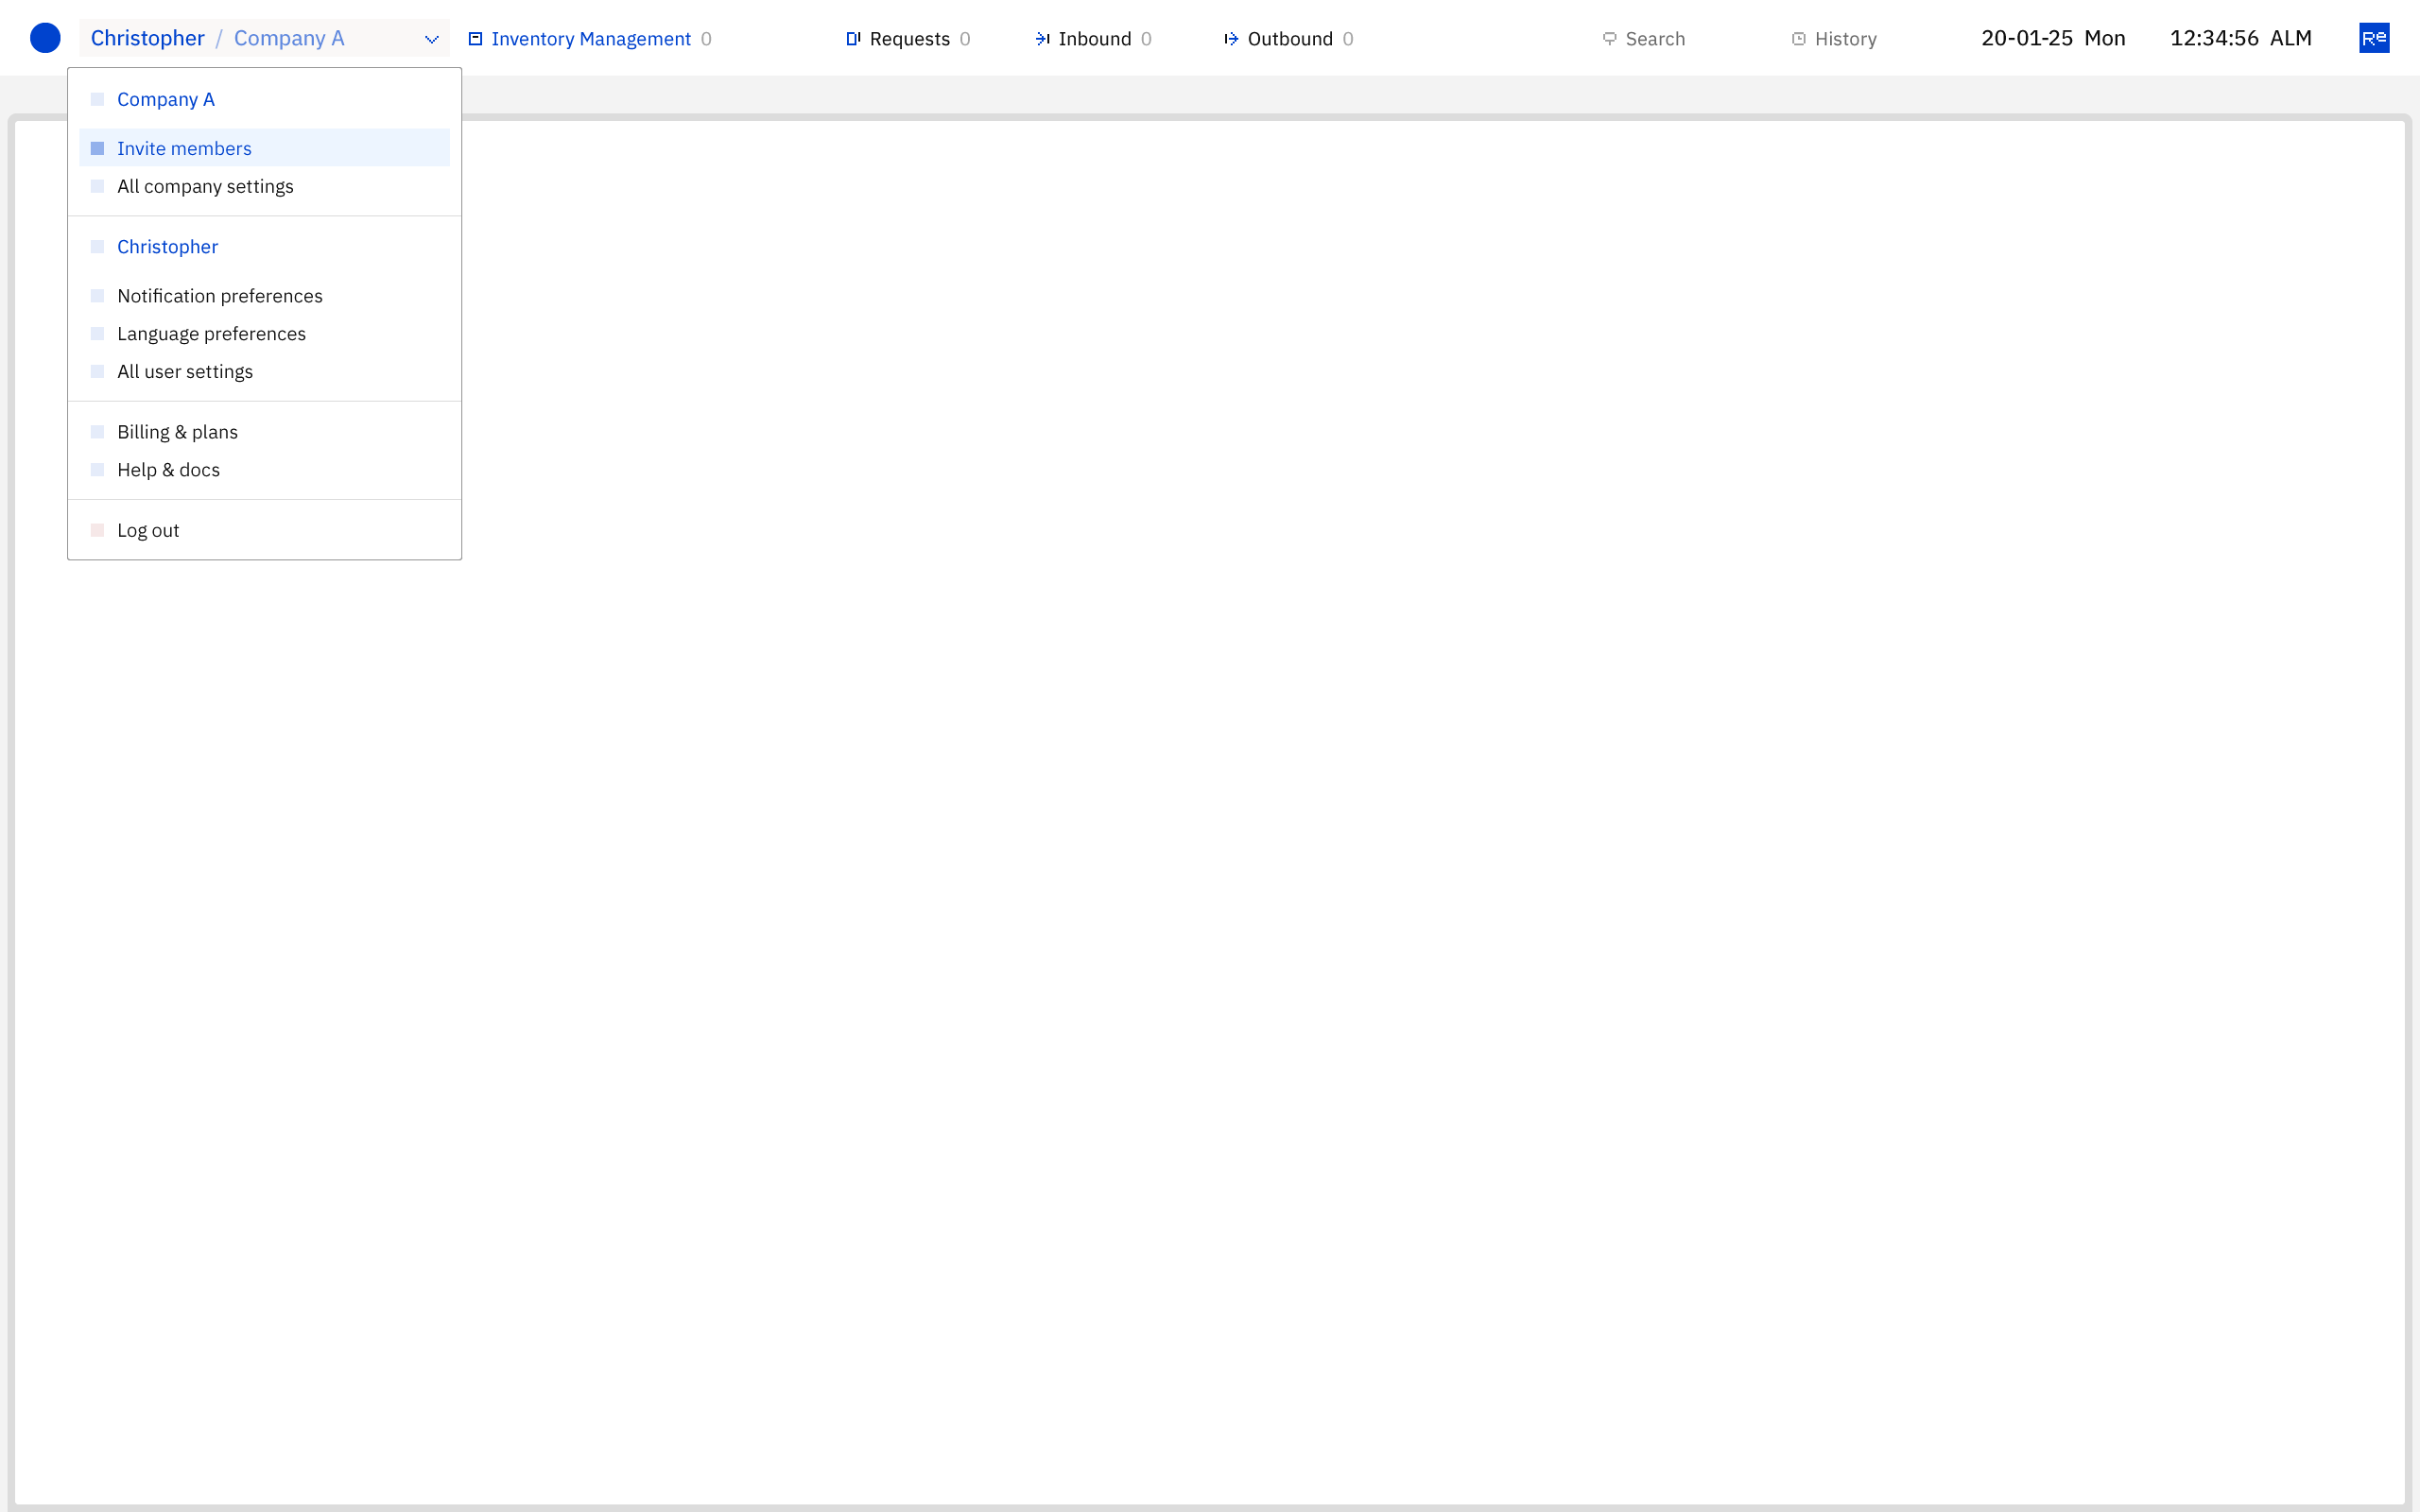 Christopher / Company A
Inventory Management 0
Requests 0
Inbound 0
Outbound 0
Search
History
20-01-25 Mon
12:34:56 ALM
Re
Company A
Invite members
All company settings
Christopher
Notification preferences
Language preferences
All user settings
Billing & plans
Help & docs
Log out